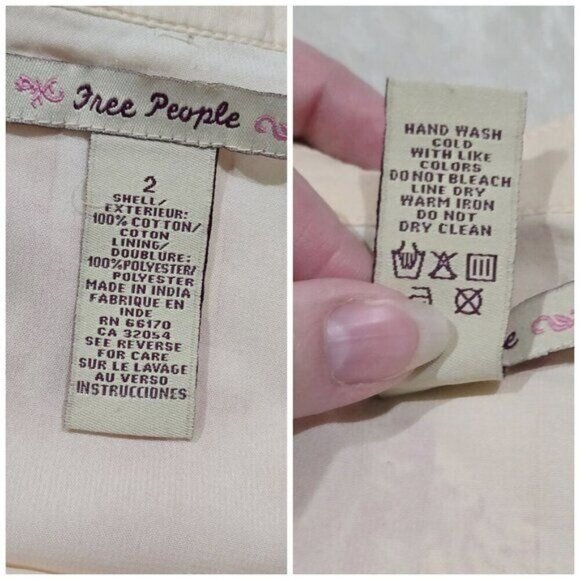 Free People
2
SHELL/
EXTERIEUR:
100% COTTON/
COTON
LINING/
DOUBLURE:
100%POLYESTER/
POLYESTER
MADE IN INDIA
FABRIQUE EN
INDE
RN 66170
CA 32054
SEE REVERSE
FOR CARE
SUR LE LAVAGE
AU VERSO
INSTRUCCIONES
HAND WASH
COLD
WITH LIKE
COLORS
DO NOT BLEACH
LINE DRY
WARM IRON
DO NOT
DRY CLEAN
e